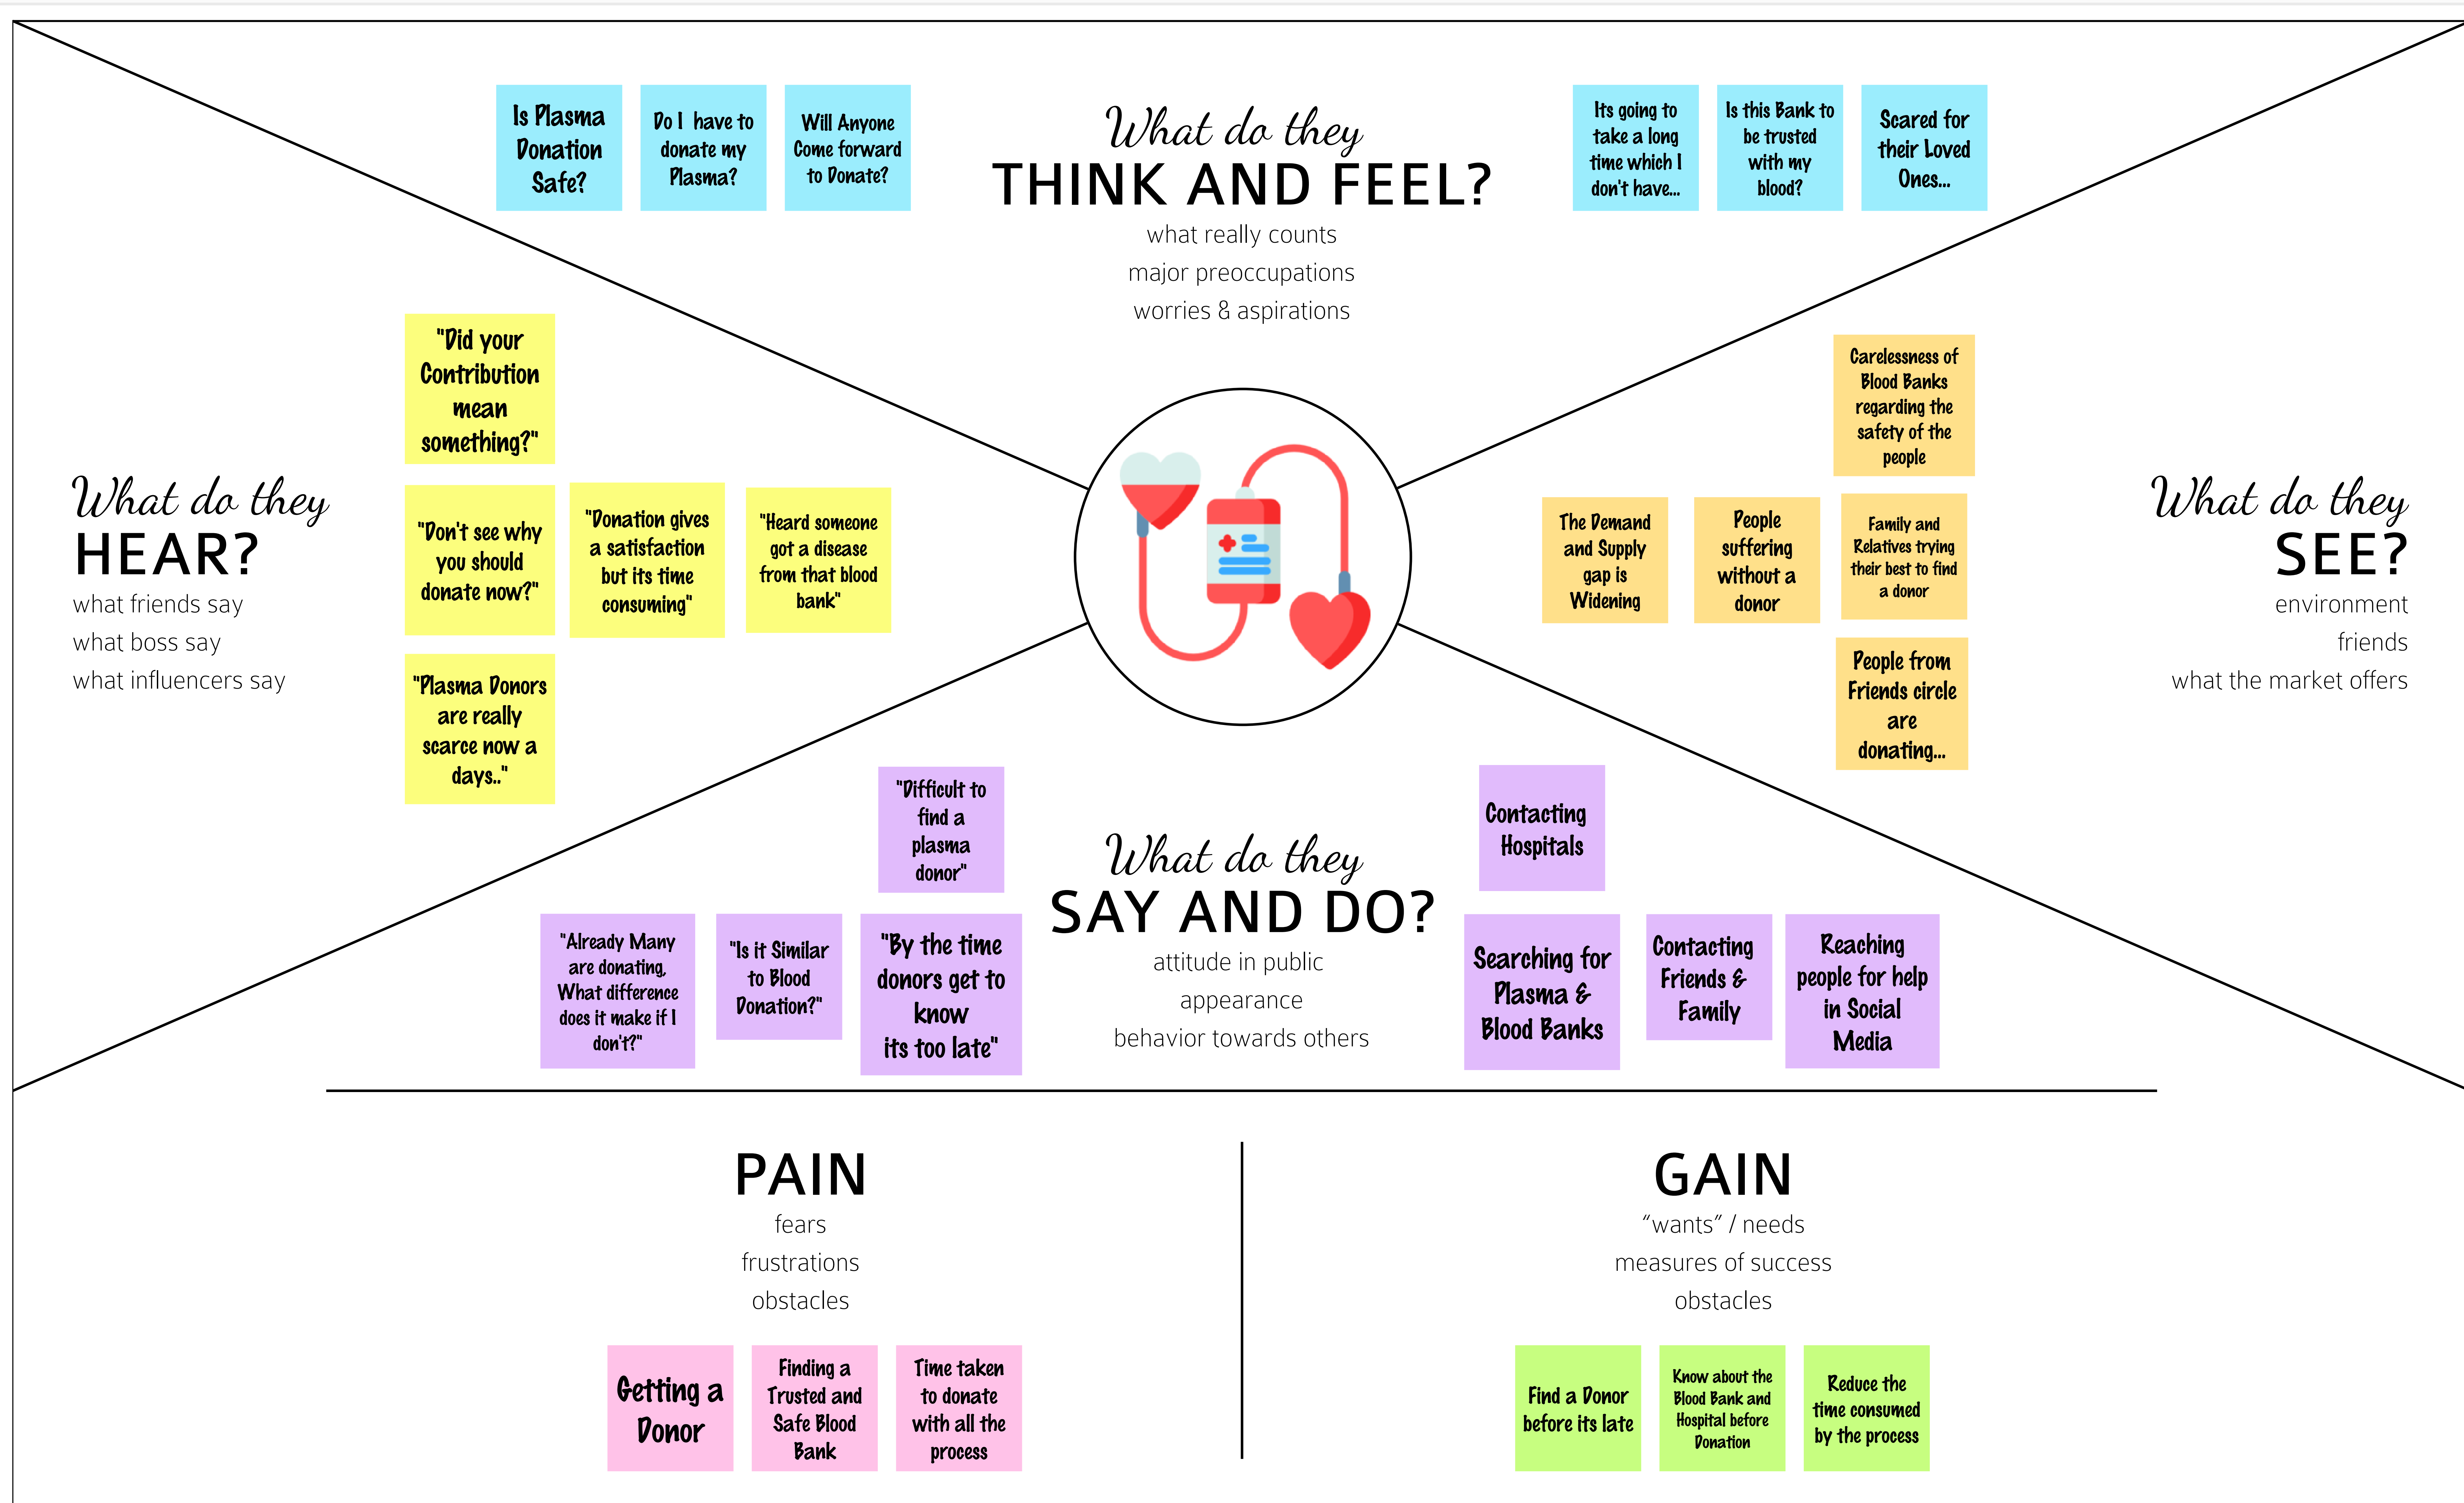 Is Plasma
Donation
Safe?
Do I have to
donate my
Plasma?
Will Anyone
Come forward
to Donate?
What do they
THINK AND FEEL?
what really counts
major preoccupations
worries & aspirations
Its going to
take a long
time which I
don't have...
Is this Bank to
be trusted
with my
blood?
Scared for
their Loved
Ones...
What do they
HEAR?
what friends say
what boss say
what influencers say
"Did your
Contribution
mean
something?"
"Don't see why
you should
donate now?"
"Donation gives
a satisfaction
but its time
consuming"
"Heard someone
got a disease
from that blood
bank"
"Plasma Donors
are really
scarce now a
days.."
Carelessness of
Blood Banks
regarding the
safety of the
people
The Demand
and Supply
gap is
Widening
People
suffering
without a
donor
Family and
Relatives trying
their best to find
a donor
People from
Friends circle
are
donating...
What do they
SEE?
environment
friends
what the market offers
"Difficult to
find a
plasma
donor"
"Already Many
are donating,
What difference
does it make if I
don't?"
"Is it Similar
to Blood
Donation?"
"By the time
donors get to
know
its too late"
What do they
SAY AND DO?
attitude in public
appearance
behavior towards others
Contacting
Hospitals
Searching for
Plasma &
Blood Banks
Contacting
Friends &
Family
Reaching
people for help
in Social
Media
PAIN
fears
frustrations
obstacles
Getting a
Donor
Finding a
Trusted and
Safe Blood
Bank
Time taken
to donate
with all the
process
GAIN
“wants” / needs
measures of success
obstacles
Find a Donor
before its late
Know about the
Blood Bank and
Hospital before
Donation
Reduce the
time consumed
by the process